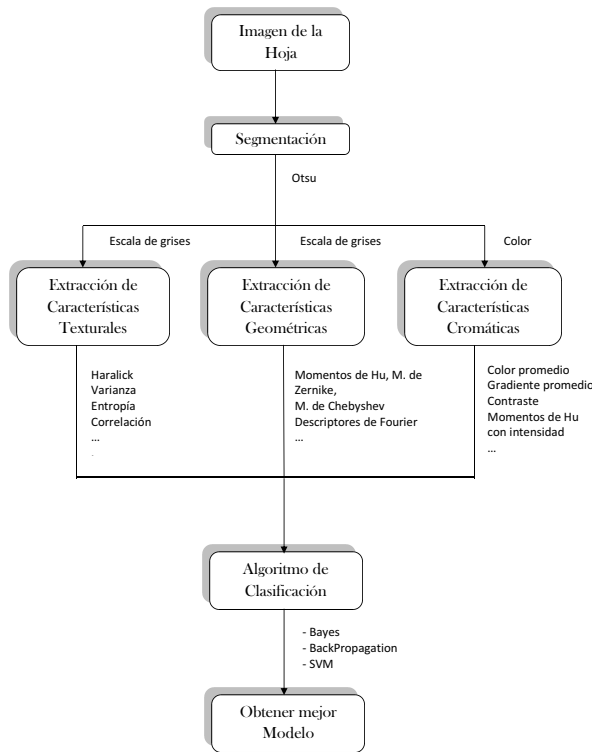 Imagen de la
Hoja
Segmentación
Otsu
Escala de grises
Escala de grises
Color
Extracción de
Características
Texturales
Extracción de
Características
Geométricas
Extracción de
Características
Cromáticas
Haralick
Varianza
Entropía
Correlación
...
.
Momentos de Hu, M. de
Zernike,
M. de Chebyshev
Descriptores de Fourier
...
Color promedio
Gradiente promedio
Contraste
Momentos de Hu
con intensidad
...
Algoritmo de
Clasificación
- Bayes
- BackPropagation
- SVM
Obtener mejor
Modelo